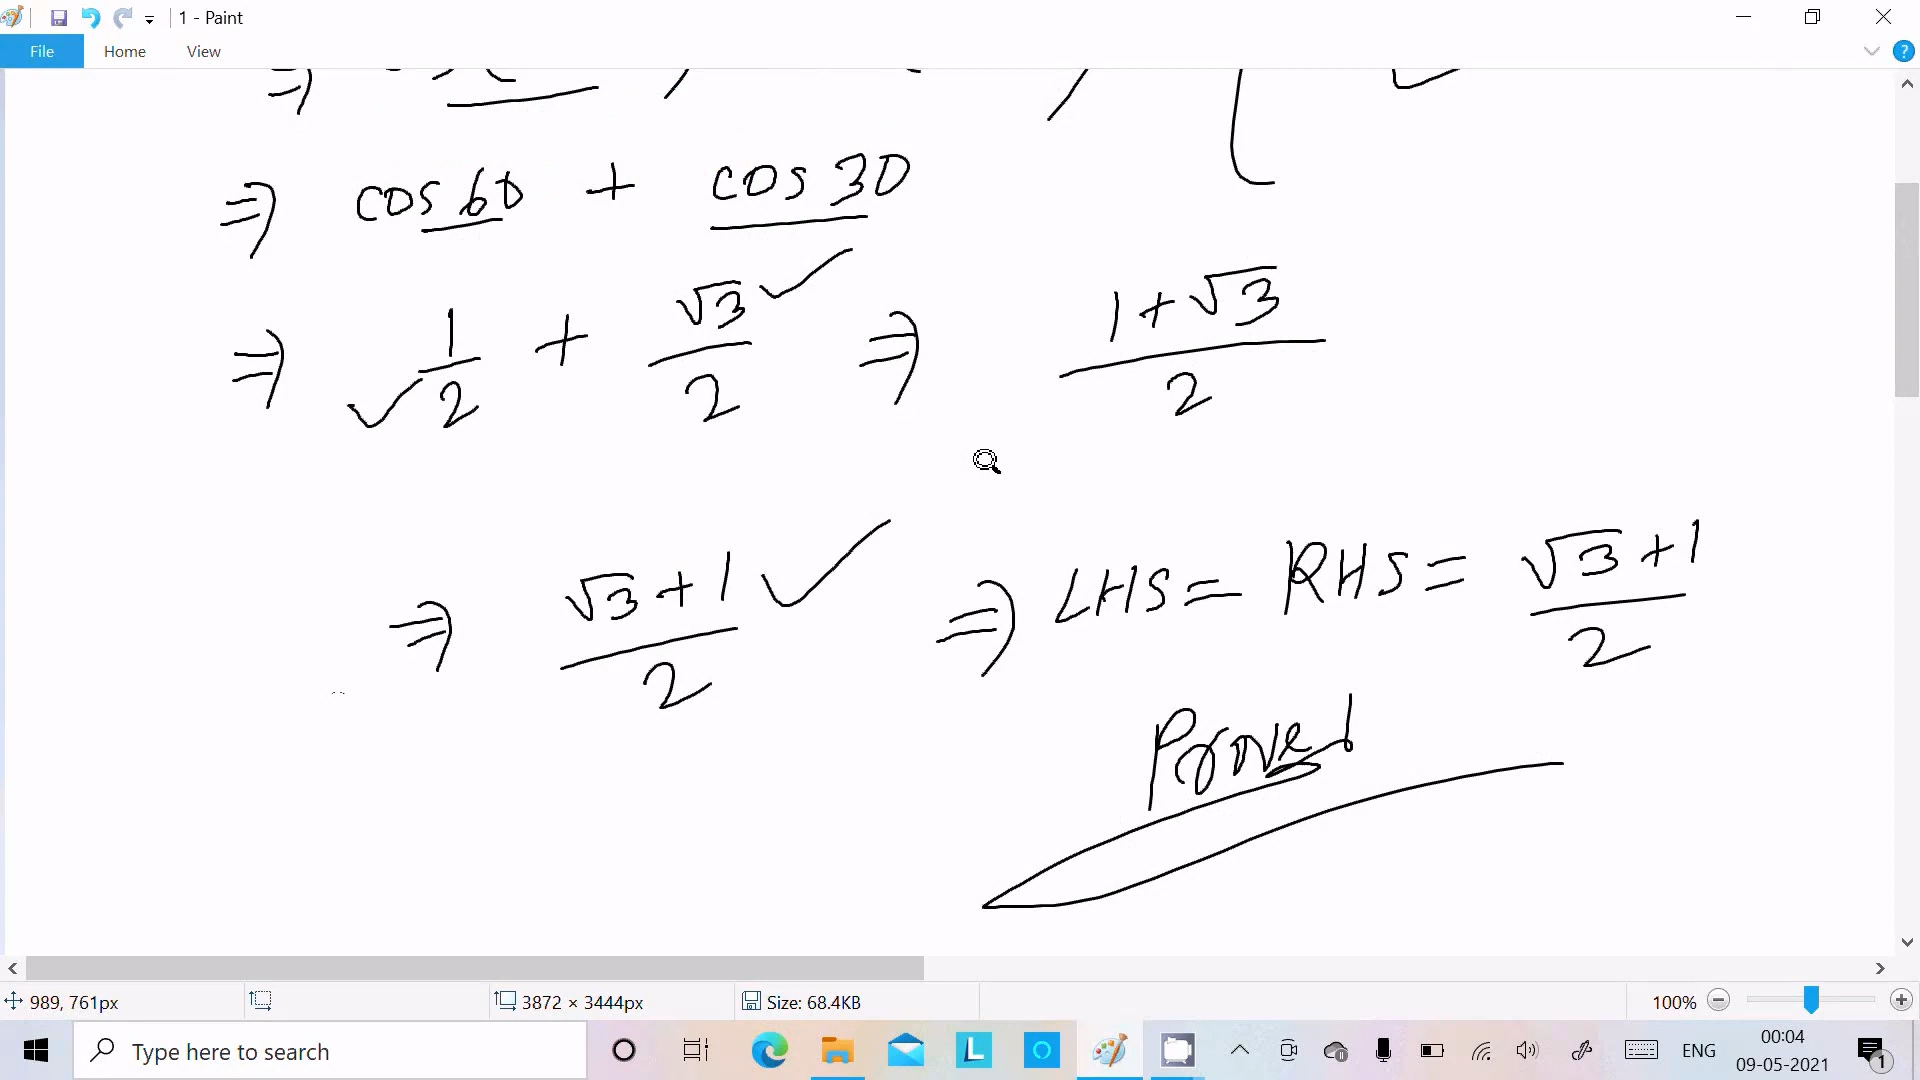 1 - Paint
File Home View
⇒ cos 60 + cos 30
⇒ 1/2 + √3/2 ⇒ (1+√3)/2
⇒ (√3+1)/2 ⇒ LHS = RHS = (√3+1)/2
Proved
989, 761px 3872 × 3444px Size: 68.4KB 100%
Type here to search
L
ENG
00:04
09-05-2021
1